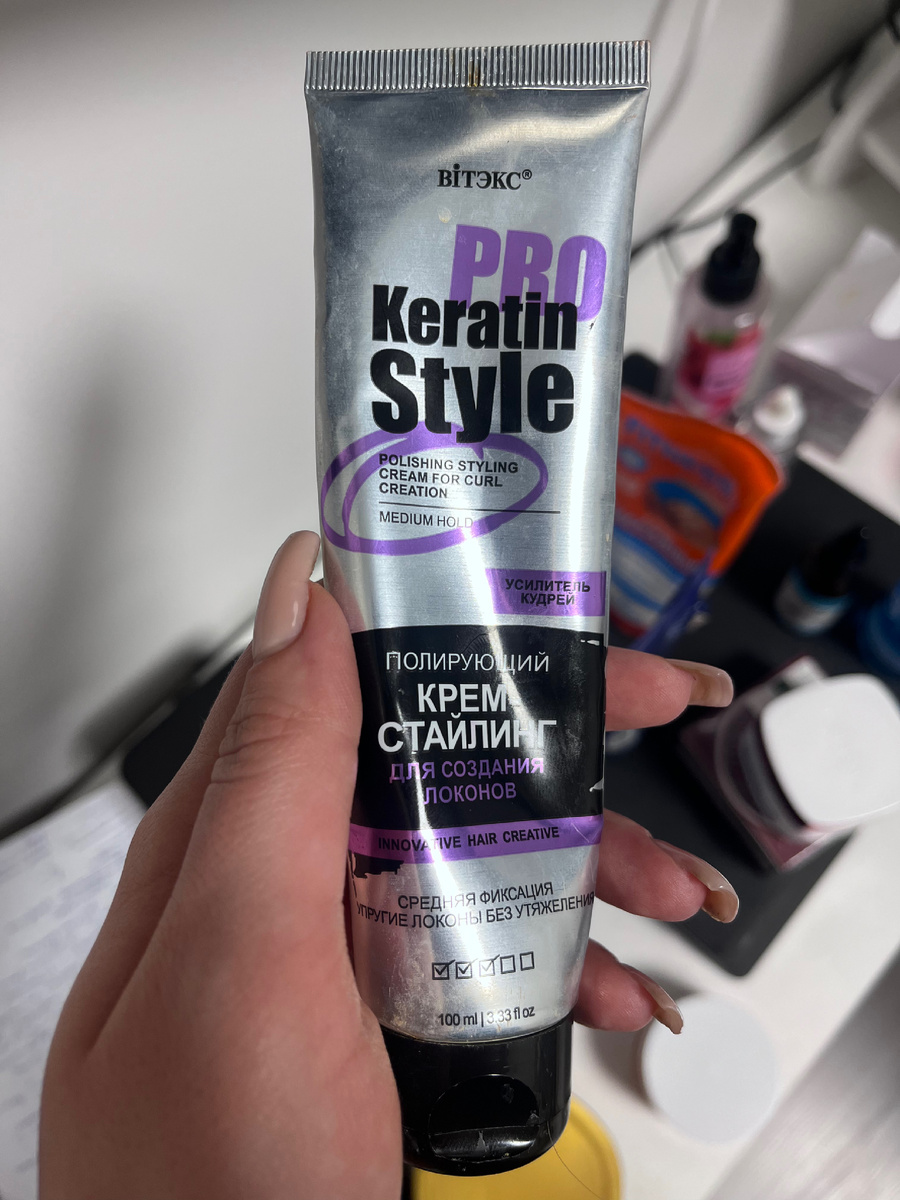 ВІТЭКС®
PRO
Keratin
Style
POLISHING STYLING
CREAM FOR CURL
CREATION
MEDIUM HOLD
УСИЛИТЕЛЬ
КУДРЕЙ
ПОЛИРУЮЩИЙ
КРЕМ-
СТАЙЛИНГ
ДЛЯ СОЗДАНИЯ
ЛОКОНОВ
INNOVATIVE HAIR CREATIVE
СРЕДНЯЯ ФИКСАЦИЯ
УПРУГИЕ ЛОКОНЫ БЕЗ УТЯЖЕЛЕНИЯ
100 ml | 3.33 fl oz